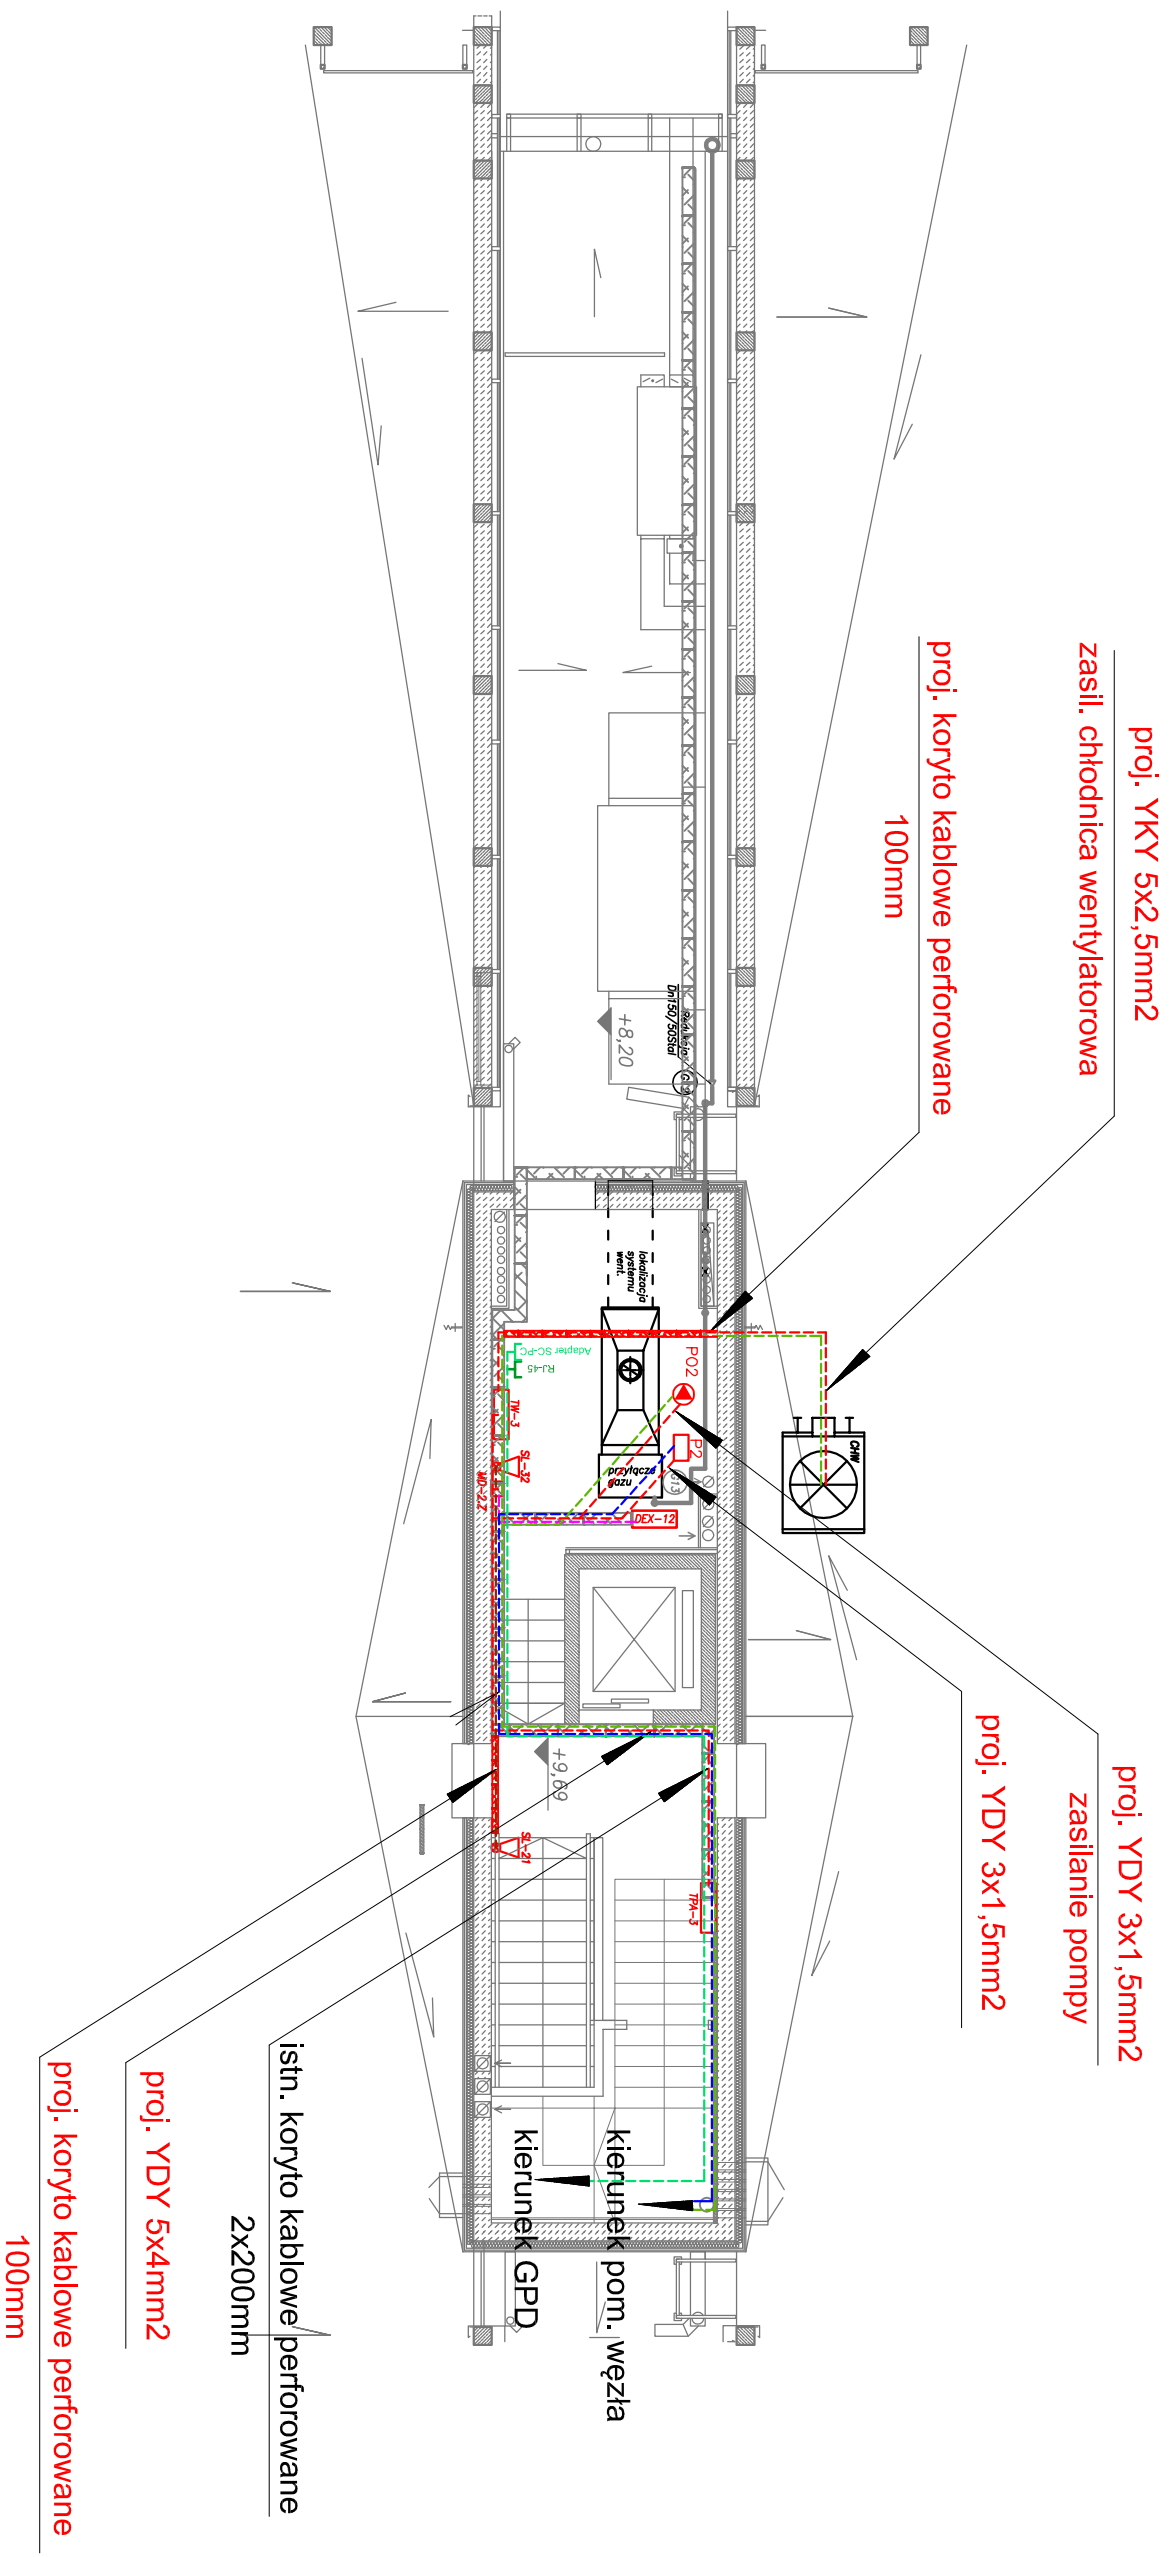 proj. YKY 5x2,5mm2
zasil. chłodnica wentylatorowa
proj. koryto kablowe perforowane
100mm
proj. YDY 3x1,5mm2
zasilanie pompy
proj. YDY 3x1,5mm2
Dn150/50Stal
+8,20
lokalizacja
systemu
went.
Adapter SC-PC
RJ-45
PO2
P2
TW-3
SL-32
MD-2.2
przyłącze
gazu
G13
DEX-12
CHW
+9,69
SL-21
TPA-3
kierunek pom. węzła
kierunek GPD
istn. koryto kablowe perforowane
2x200mm
proj. YDY 5x4mm2
proj. koryto kablowe perforowane
100mm